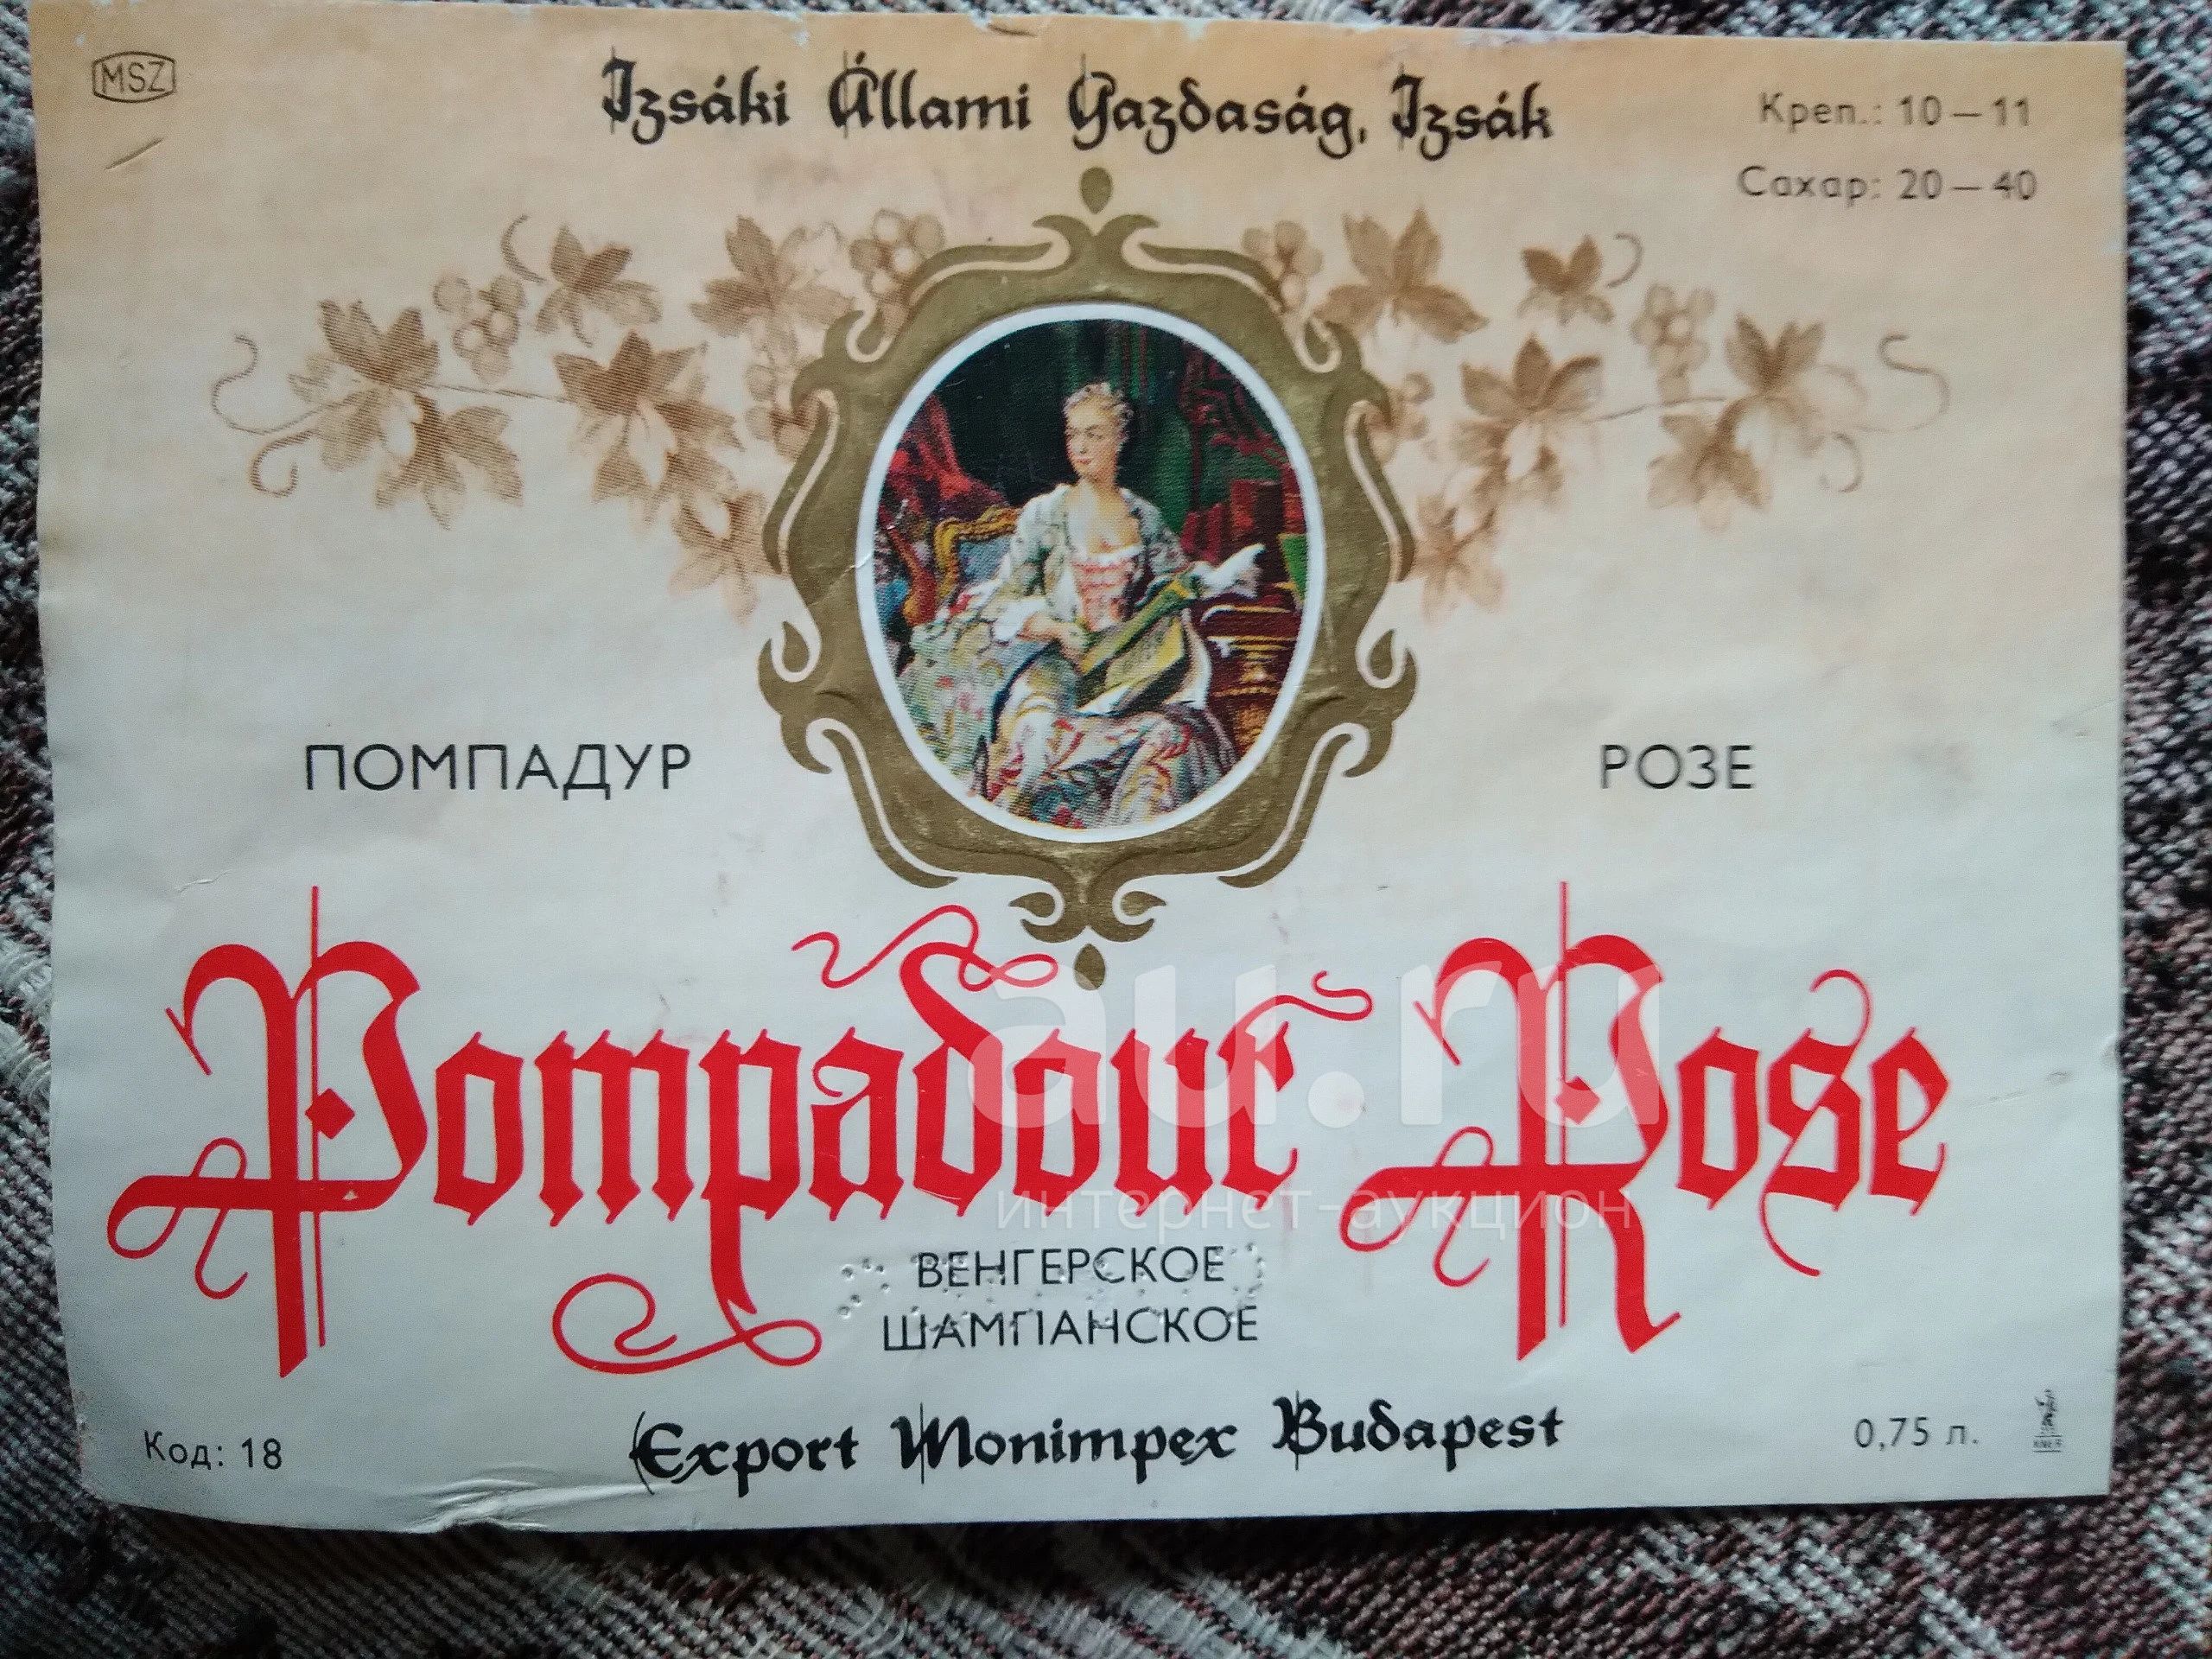 MSZ
Izsáki Állami Gazdaság, Izsák
Креп.: 10–11
Сахар: 20–40
ПОМПАДУР
РОЗЕ
Pompadour Rose
au.ru
интернет-аукцион
ВЕНГЕРСКОЕ
ШАМПАНСКОЕ
Код: 18
Export Monimpex Budapest
0,75 л.